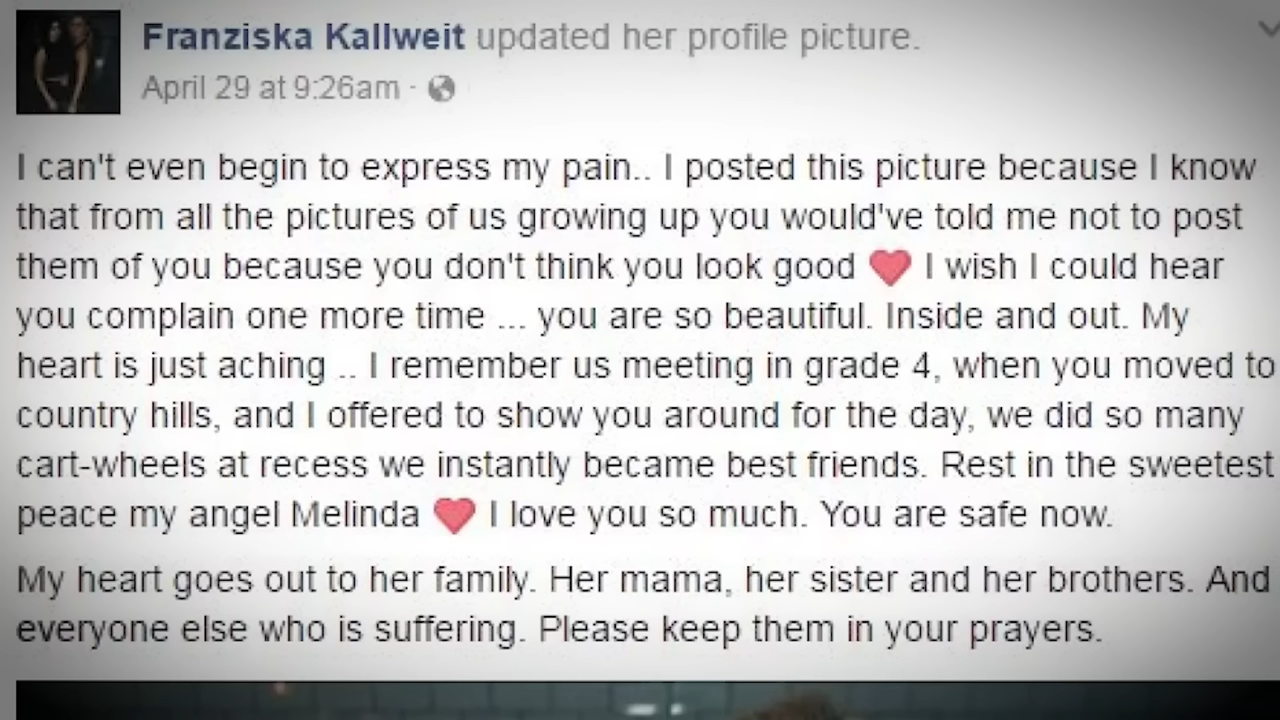 Franziska Kallweit updated her profile picture.
April 29 at 9:26am ·
I can't even begin to express my pain.. I posted this picture because I know
that from all the pictures of us growing up you would've told me not to post
them of you because you don't think you look good ❤ I wish I could hear
you complain one more time ... you are so beautiful. Inside and out. My
heart is just aching .. I remember us meeting in grade 4, when you moved to
country hills, and I offered to show you around for the day, we did so many
cart-wheels at recess we instantly became best friends. Rest in the sweetest
peace my angel Melinda ❤ I love you so much. You are safe now.
My heart goes out to her family. Her mama, her sister and her brothers. And
everyone else who is suffering. Please keep them in your prayers.